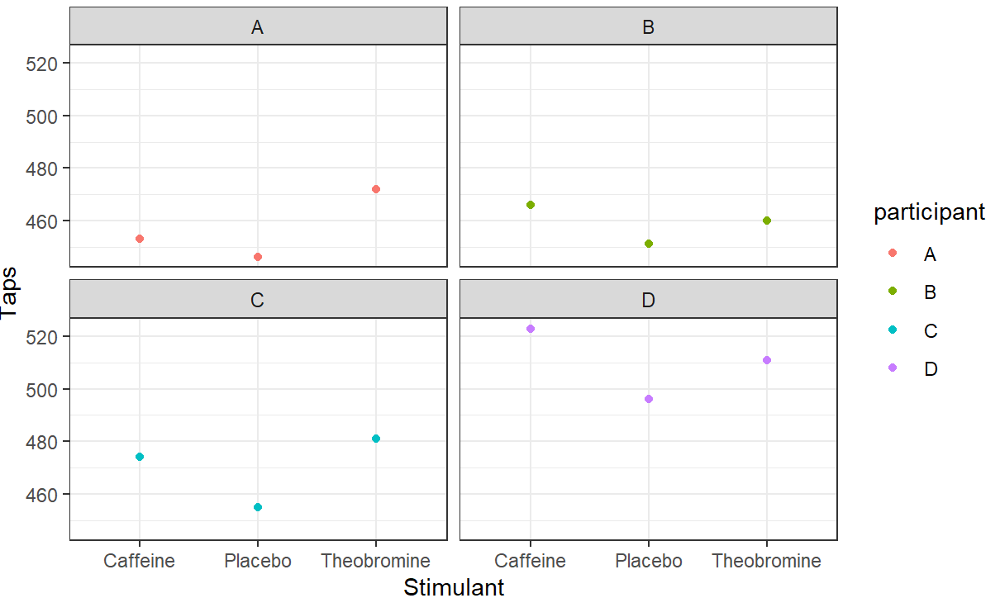 A
B
520
500
480
460
C
D
520
500
480
460
Caffeine Placebo Theobromine
Caffeine Placebo Theobromine
Stimulant
Taps
participant
A
B
C
D